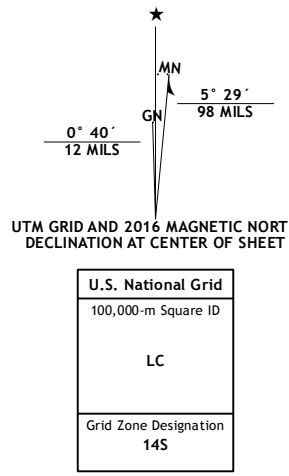 ★
MN
GN
5° 29´
98 MILS
0° 40´
12 MILS
UTM GRID AND 2016 MAGNETIC NORT
DECLINATION AT CENTER OF SHEET
U.S. National Grid
100,000-m Square ID
LC
Grid Zone Designation
14S